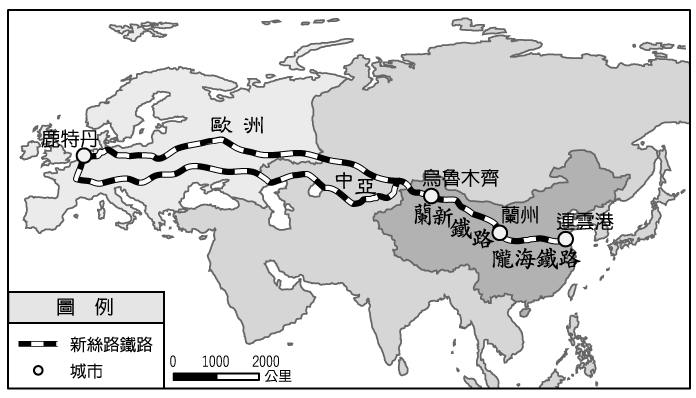 歐 洲
鹿特丹
中亞
烏魯木齊
蘭新
鐵路
蘭州
連雲港
隴海鐵路
圖 例
新絲路鐵路
城市
0 1000 2000
公里